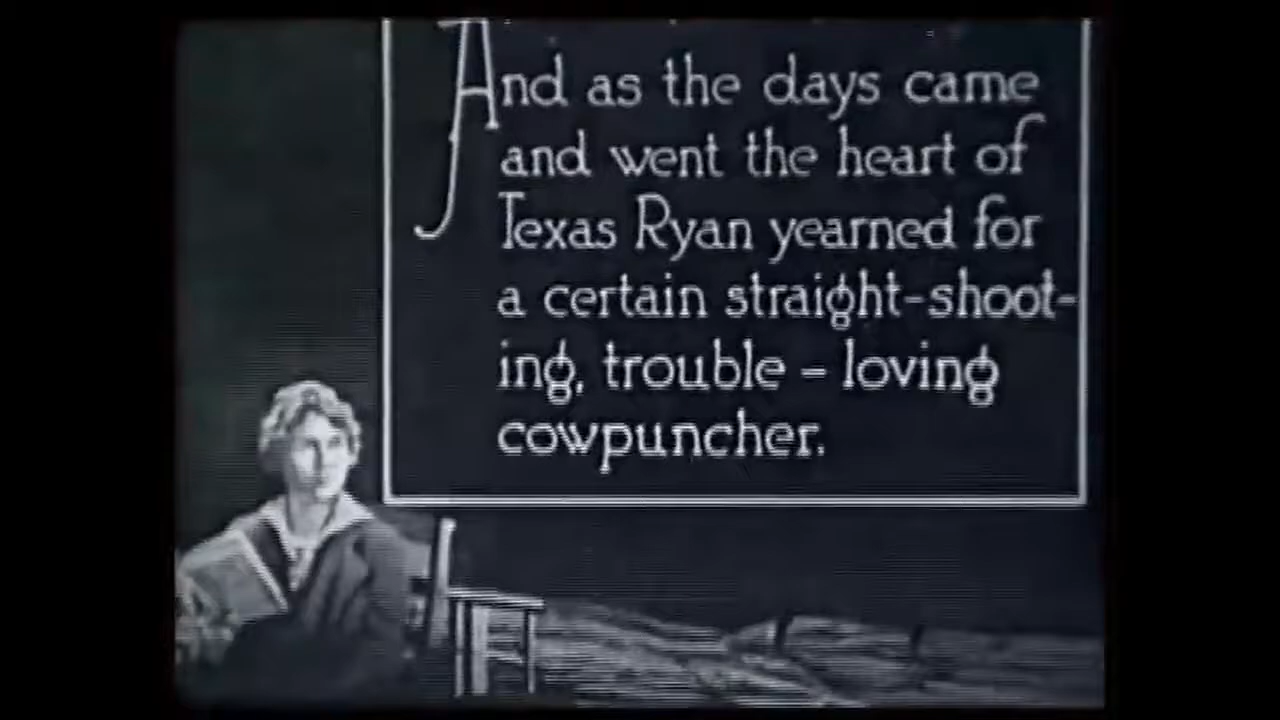 And as the days came
and went the heart of
Texas Ryan yearned for
a certain straight-shoot-
ing, trouble - loving
cowpuncher.